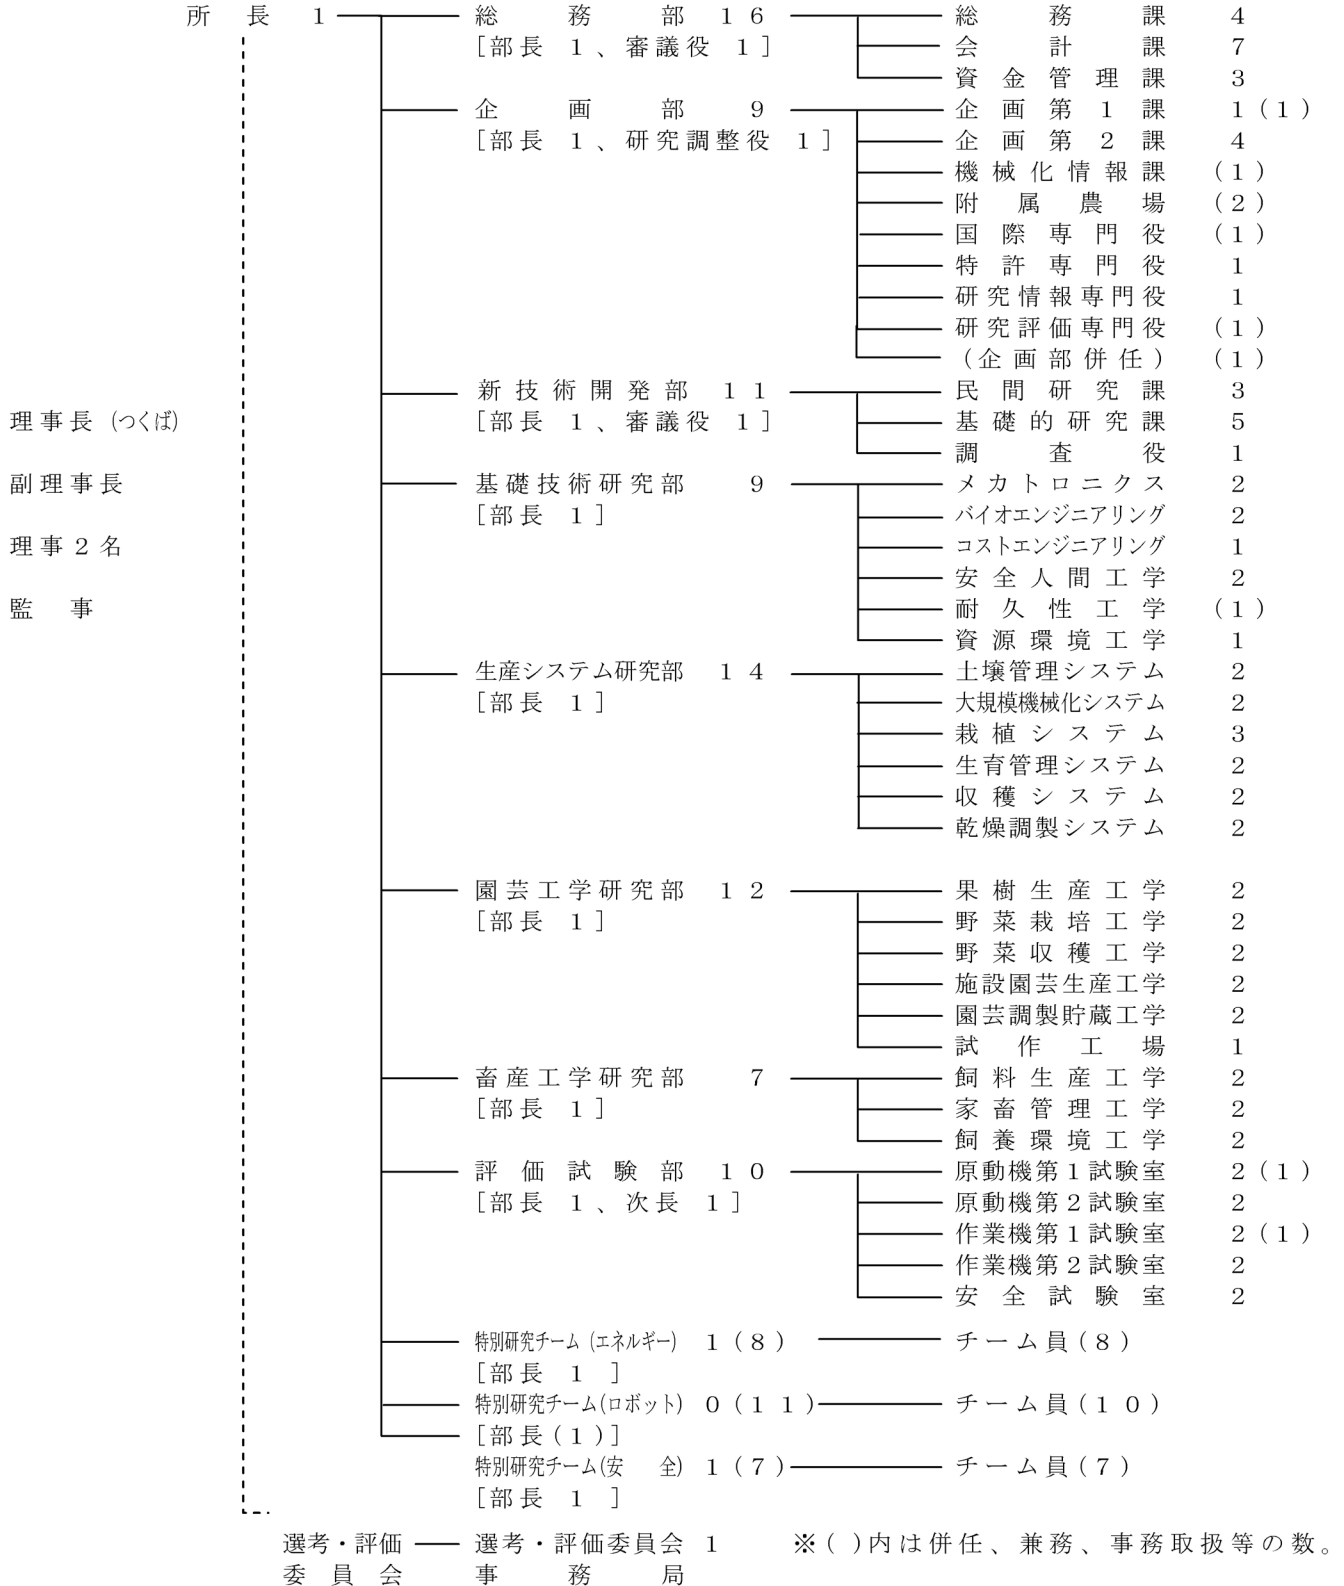 所長 1 総務部 16 総務課 4
[部長 1、審議役 1] 会計課 7
資金管理課 3
企画部 9 企画第1課 1(1)
[部長 1、研究調整役 1] 企画第2課 4
機械化情報課 (1)
附属農場 (2)
国際専門役 (1)
特許専門役 1
研究情報専門役 1
研究評価専門役 (1)
(企画部併任) (1)
新技術開発部 11 民間研究課 3
理事長(つくば) [部長 1、審議役 1] 基礎的研究課 5
調査役 1
副理事長 基礎技術研究部 9 メカトロニクス 2
[部長 1] バイオエンジニアリング 2
理事2名 コストエンジニアリング 1
安全人間工学 2
監事 耐久性工学 (1)
資源環境工学 1
生産システム研究部 14 土壌管理システム 2
[部長 1] 大規模機械化システム 2
栽植システム 3
生育管理システム 2
収穫システム 2
乾燥調製システム 2
園芸工学研究部 12 果樹生産工学 2
[部長 1] 野菜栽培工学 2
野菜収穫工学 2
施設園芸生産工学 2
園芸調製貯蔵工学 2
試作工場 1
畜産工学研究部 7 飼料生産工学 2
[部長 1] 家畜管理工学 2
飼養環境工学 2
評価試験部 10 原動機第1試験室 2(1)
[部長 1、次長 1] 原動機第2試験室 2
作業機第1試験室 2(1)
作業機第2試験室 2
安全試験室 2
特別研究チーム(エネルギー) 1(8) チーム員(8)
[部長 1 ]
特別研究チーム(ロボット) 0(11) チーム員(10)
[部長(1)]
特別研究チーム(安 全) 1(7) チーム員(7)
[部長 1 ]
選考・評価 選考・評価委員会 1 ※( )内は併任、兼務、事務取扱等の数。
委員会 事務局